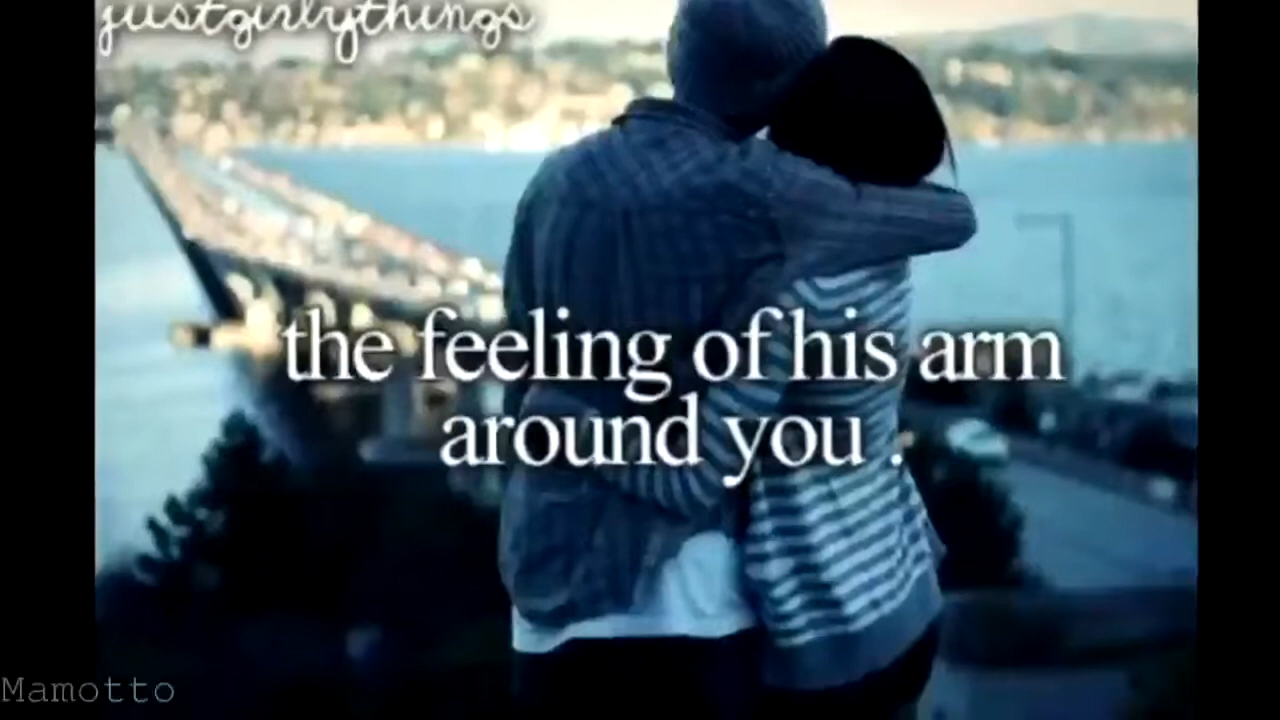 justgirlythings
the feeling of his arm
around you .
Mamotto